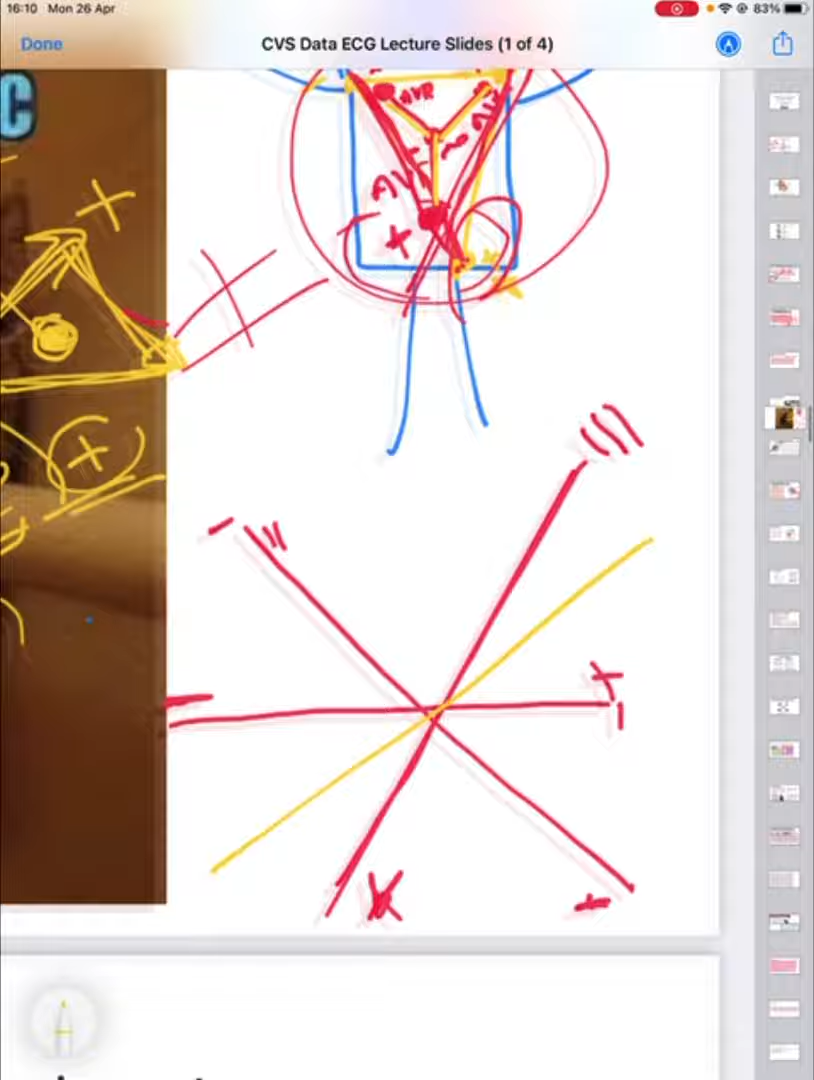 16:10 Mon 26 Apr
83%
Done
CVS Data ECG Lecture Slides (1 of 4)
C
AVR
AVL
AVF
+
+
+
III
- II
- +
I
+